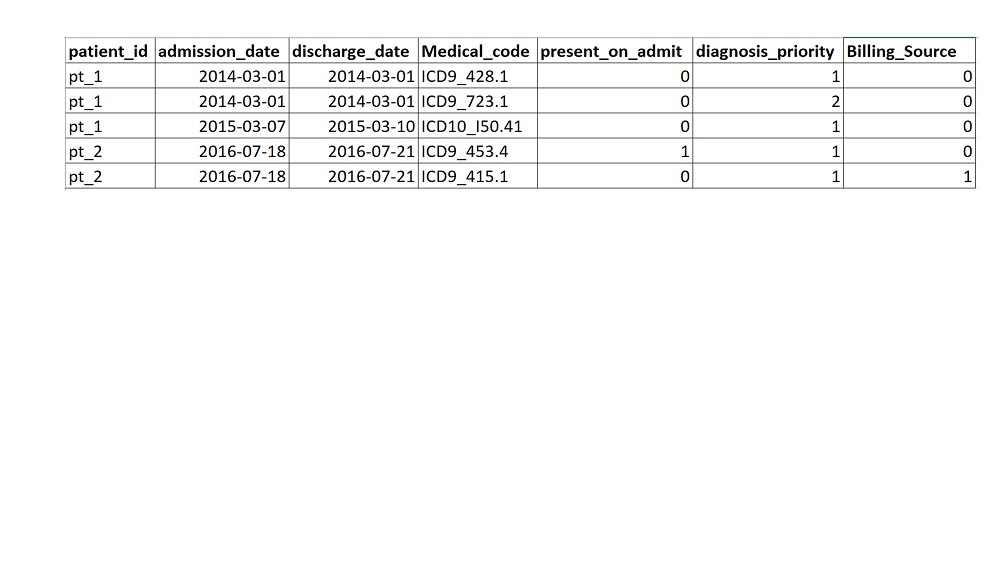 patient_id admission_date discharge_date Medical_code present_on_admit diagnosis_priority Billing_Source
pt_1 2014-03-01 2014-03-01 ICD9_428.1 0 1 0
pt_1 2014-03-01 2014-03-01 ICD9_723.1 0 2 0
pt_1 2015-03-07 2015-03-10 ICD10_I50.41 0 1 0
pt_2 2016-07-18 2016-07-21 ICD9_453.4 1 1 0
pt_2 2016-07-18 2016-07-21 ICD9_415.1 0 1 1